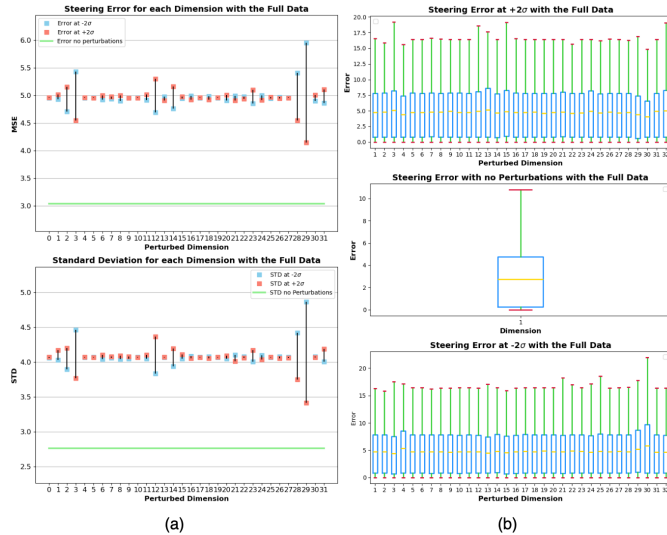 Steering Error for each Dimension with the Full Data
Error at -2σ
Error at +2σ
Error no perturbations
6.0
5.5
5.0
4.5
4.0
3.5
3.0
MSE
0 1 2 3 4 5 6 7 8 9 10 11 12 13 14 15 16 17 18 19 20 21 22 23 24 25 26 27 28 29 30 31
Perturbed Dimension
Standard Deviation for each Dimension with the Full Data
STD at -2σ
STD at +2σ
STD no Perturbations
5.0
4.5
4.0
3.5
3.0
2.5
STD
0 1 2 3 4 5 6 7 8 9 10 11 12 13 14 15 16 17 18 19 20 21 22 23 24 25 26 27 28 29 30 31
Perturbed Dimension
(a)
Steering Error at +2σ with the Full Data
20.0
17.5
15.0
12.5
10.0
7.5
5.0
2.5
0.0
Error
1 2 3 4 5 6 7 8 9 10 11 12 13 14 15 16 17 18 19 20 21 22 23 24 25 26 27 28 29 30 31 32
Perturbed Dimension
Steering Error with no Perturbations with the Full Data
10
8
6
4
2
0
Error
1
Dimension
Steering Error at -2σ with the Full Data
20
15
10
5
0
Error
1 2 3 4 5 6 7 8 9 10 11 12 13 14 15 16 17 18 19 20 21 22 23 24 25 26 27 28 29 30 31 32
Perturbed Dimension
(b)